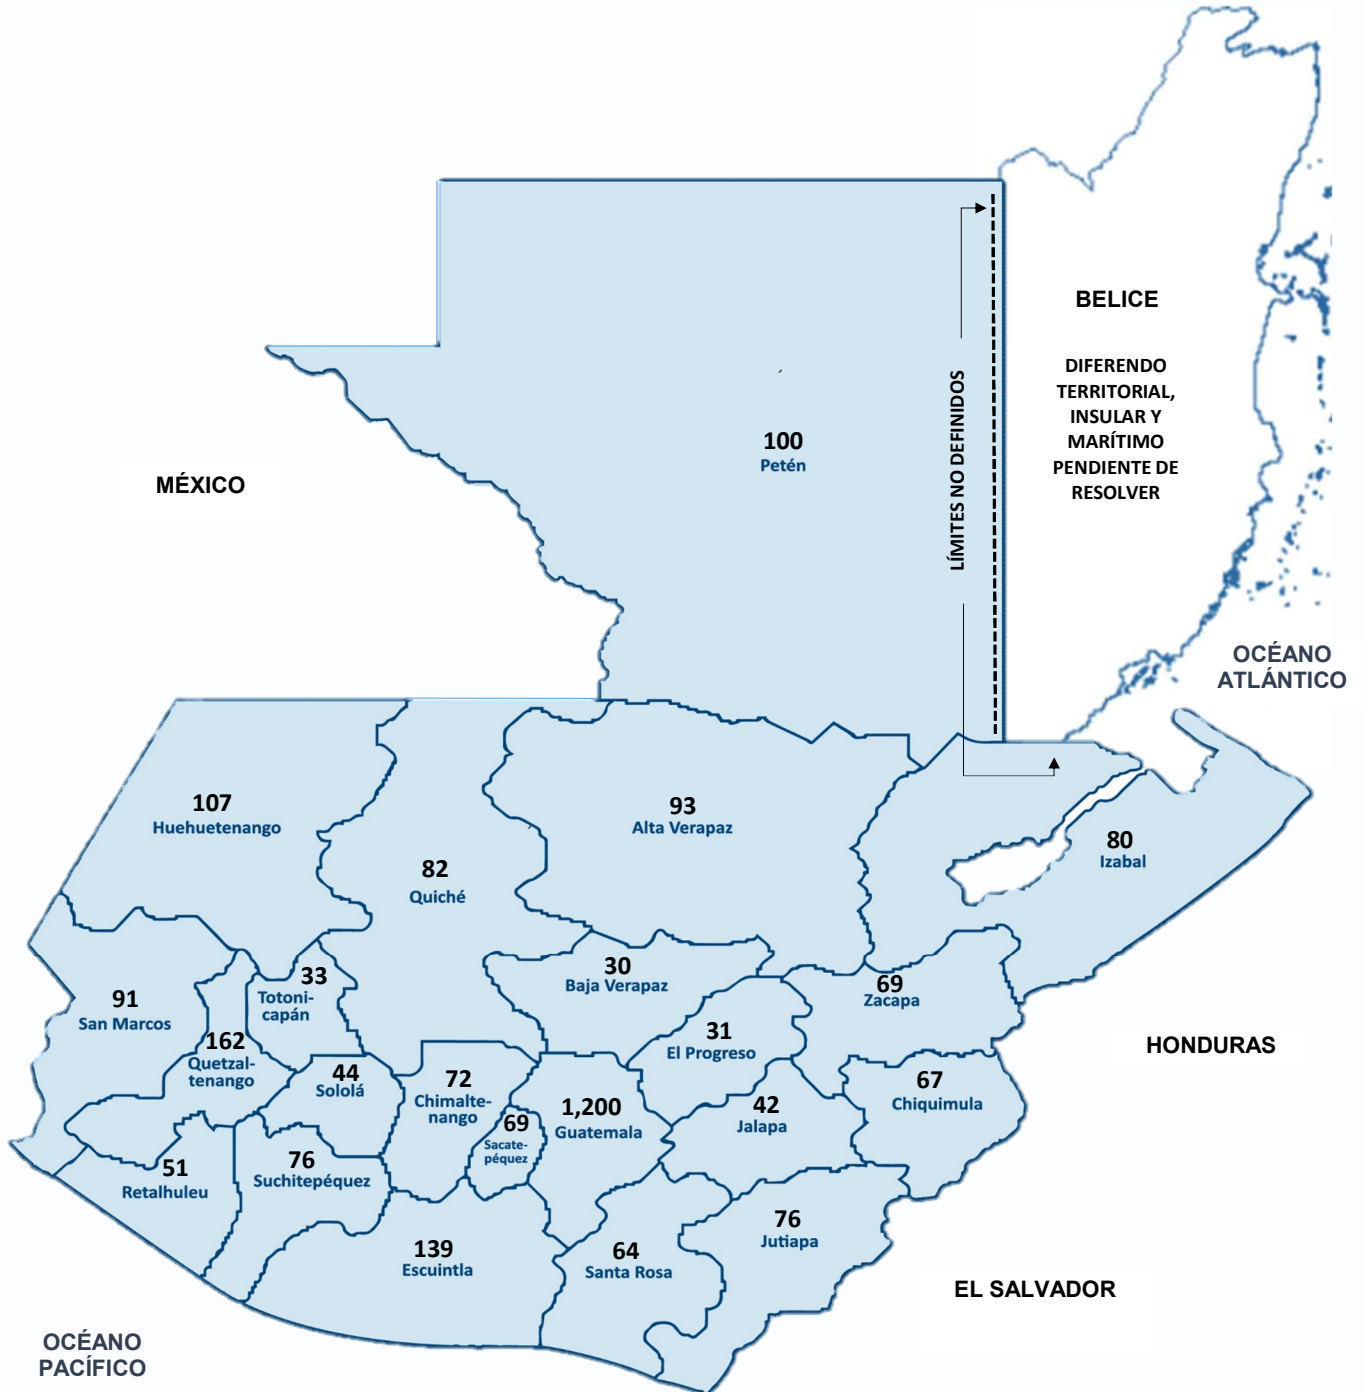 BELICE
DIFERENDO
TERRITORIAL,
INSULAR Y
MARÍTIMO
PENDIENTE DE
RESOLVER
LÍMITES NO DEFINIDOS
100
Petén
MÉXICO
OCÉANO
ATLÁNTICO
107
Huehuetenango
93
Alta Verapaz
82
Quiché
80
Izabal
33
Totoni-
capán
30
Baja Verapaz
69
Zacapa
91
San Marcos
162
Quetzal-
tenango
31
El Progreso
HONDURAS
44
Sololá
72
Chimalte-
nango
67
Chiquimula
1,200
Guatemala
42
Jalapa
69
Sacate-
péquez
51
Retalhuleu
76
Suchitepéquez
139
Escuintla
64
Santa Rosa
76
Jutiapa
EL SALVADOR
OCÉANO
PACÍFICO